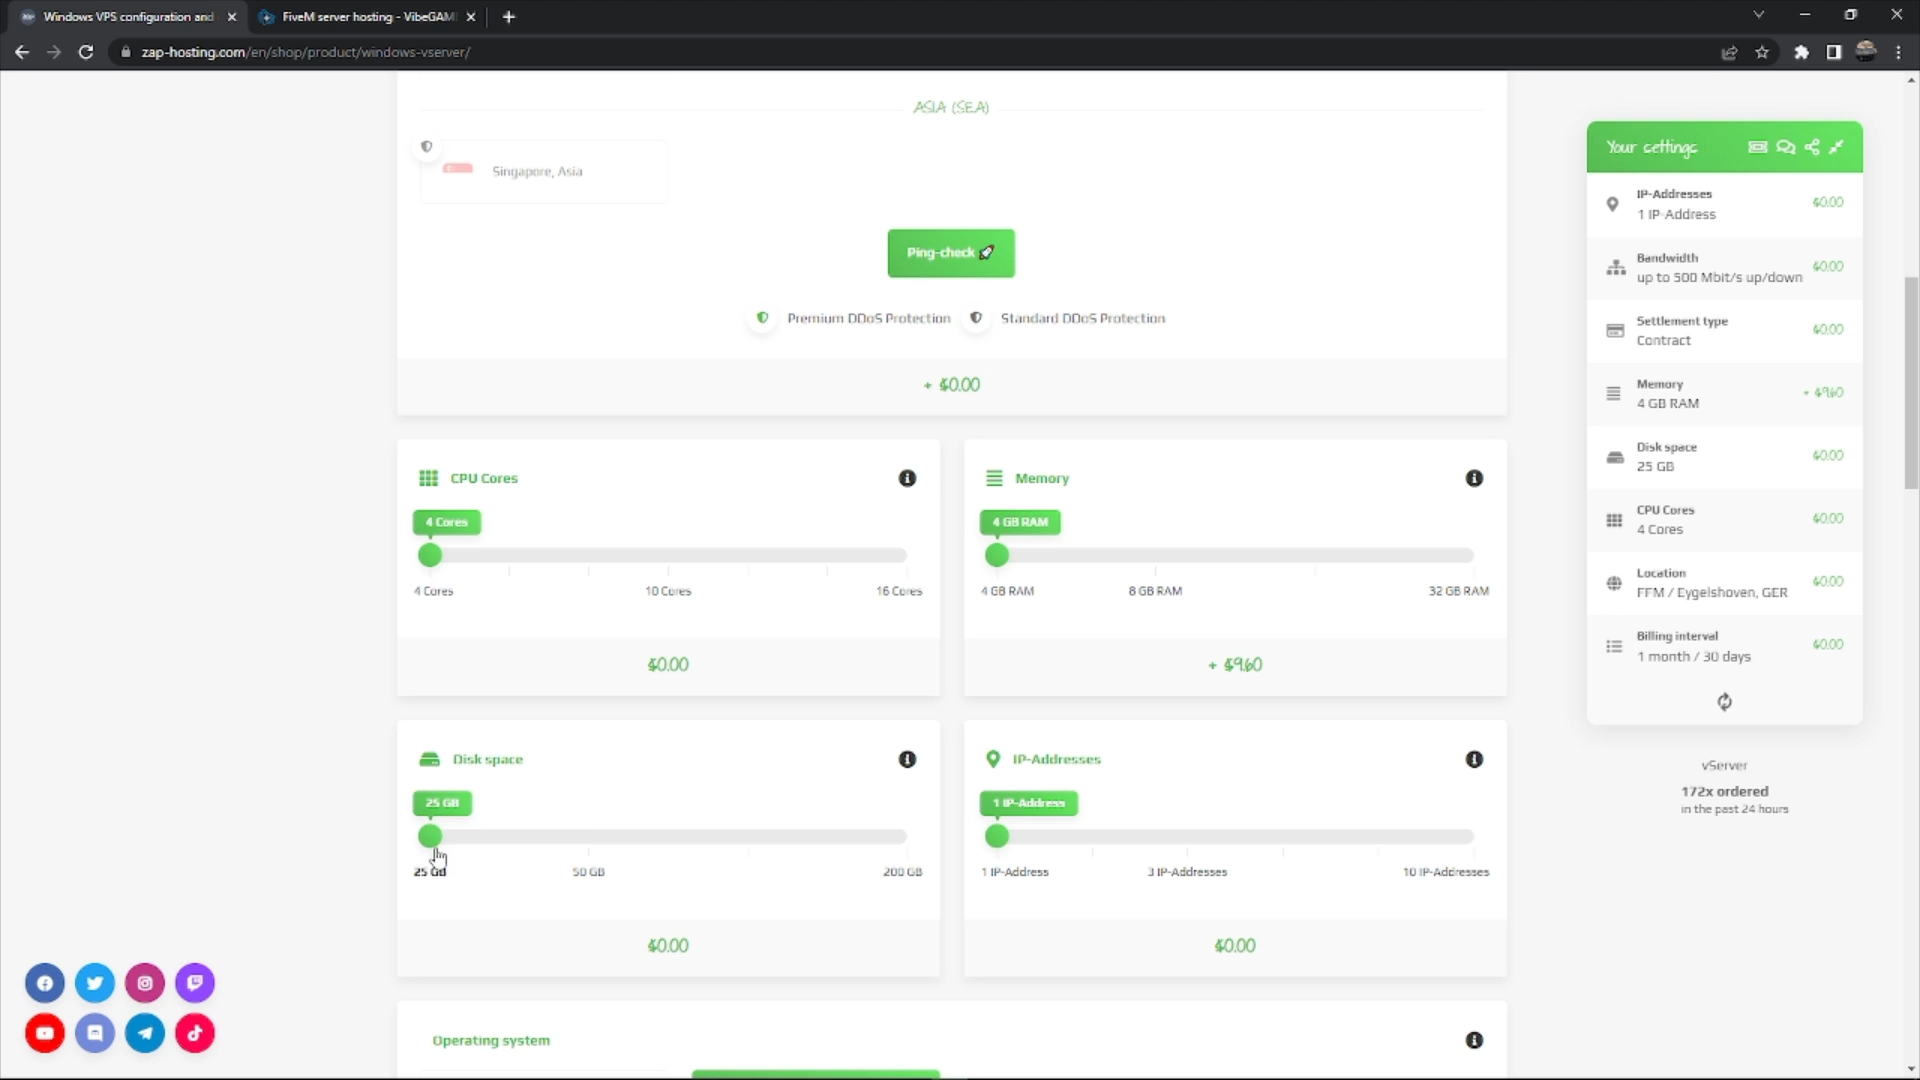 Windows VPS configuration and
FiveM server hosting - VibeGAM
zap-hosting.com/en/shop/product/windows-vserver/
ASIA (SEA)
Singapore, Asia
Ping-check
Premium DDoS Protection
Standard DDoS Protection
+ $0.00
CPU Cores
4 Cores
4 Cores
10 Cores
16 Cores
$0.00
Memory
4 GB RAM
4 GB RAM
8 GB RAM
32 GB RAM
+ $9.60
Disk space
25 GB
25 GB
50 GB
200 GB
$0.00
IP-Addresses
1 IP-Address
1 IP-Address
3 IP-Addresses
10 IP-Addresses
$0.00
Operating system
Your settings
IP-Addresses
1 IP-Address
$0.00
Bandwidth
up to 500 Mbit/s up/down
$0.00
Settlement type
Contract
$0.00
Memory
4 GB RAM
+ $9.60
Disk space
25 GB
$0.00
CPU Cores
4 Cores
$0.00
Location
FFM / Eygelshoven, GER
$0.00
Billing interval
1 month / 30 days
$0.00
vServer
172x ordered
in the past 24 hours